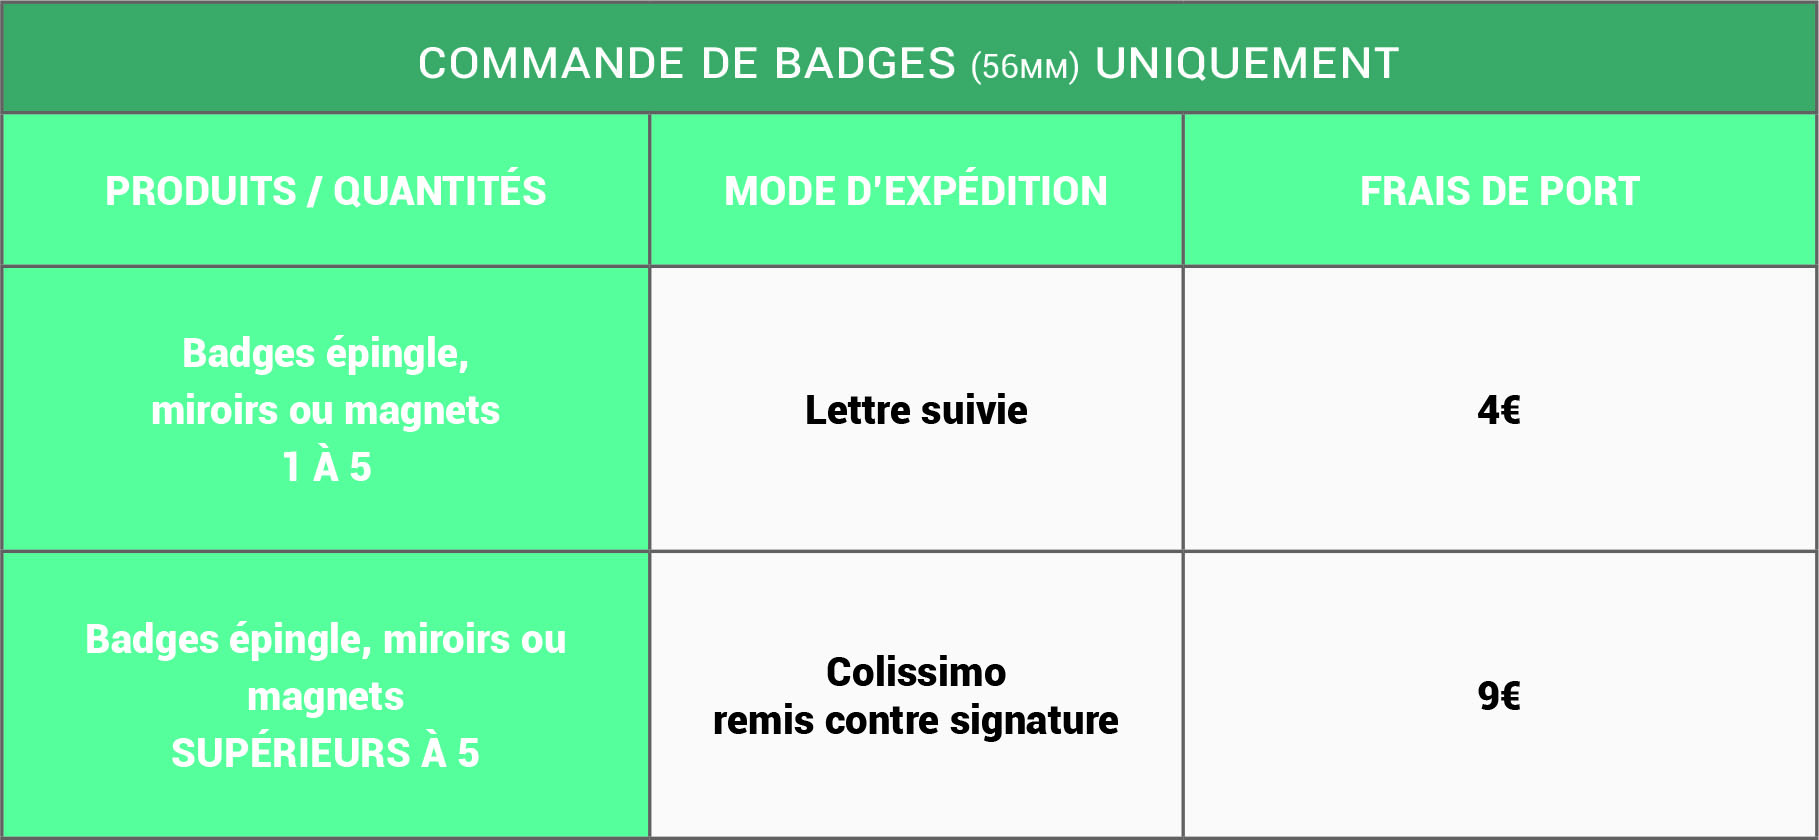 COMMANDE DE BADGES (56MM) UNIQUEMENT
PRODUITS / QUANTITÉS
MODE D'EXPÉDITION
FRAIS DE PORT
Badges épingle,
miroirs ou magnets
1 À 5
Lettre suivie
4€
Badges épingle, miroirs ou
magnets
SUPÉRIEURS À 5
Colissimo
remis contre signature
9€